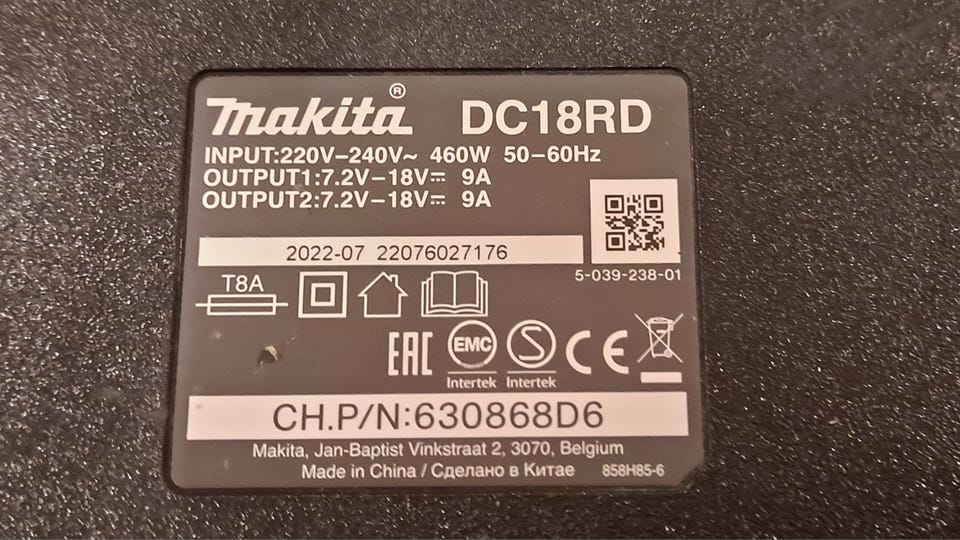 makita® DC18RD
INPUT:220V–240V~ 460W 50–60Hz
OUTPUT1:7.2V–18V⎓ 9A
OUTPUT2:7.2V–18V⎓ 9A
2022-07 22076027176
5-039-238-01
T8A
EAC EMC S CE
Intertek Intertek
CH.P/N:630868D6
Makita, Jan-Baptist Vinkstraat 2, 3070, Belgium
Made in China / Сделано в Китае 858H85-6